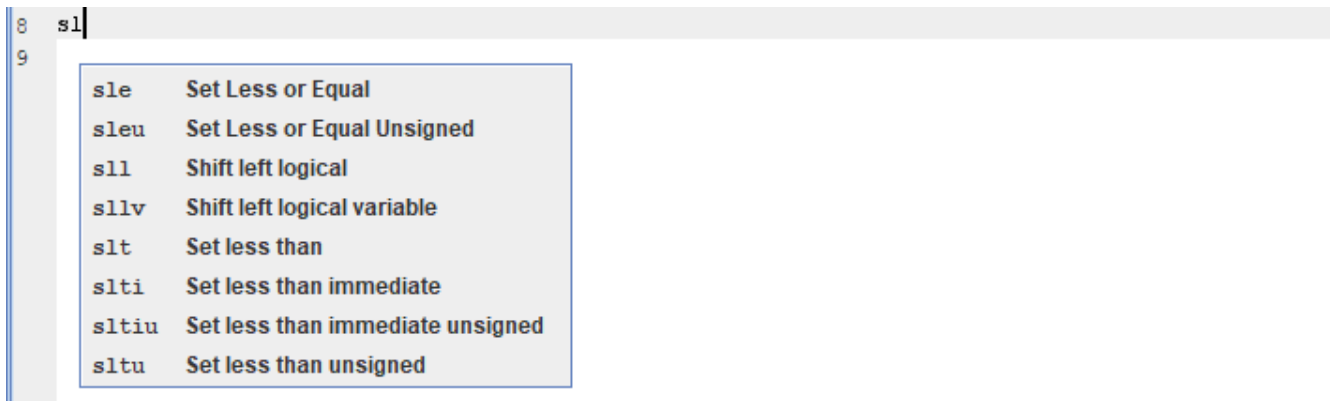 8 sl
9
sle Set Less or Equal
sleu Set Less or Equal Unsigned
sll Shift left logical
sllv Shift left logical variable
slt Set less than
slti Set less than immediate
sltiu Set less than immediate unsigned
sltu Set less than unsigned